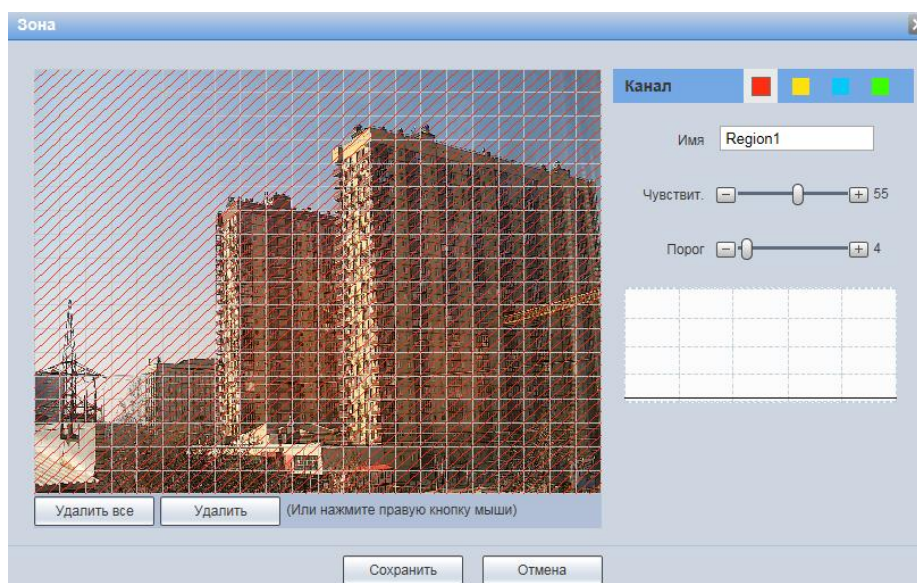 Зона
Канал
Имя Region1
Чувствит. 55
Порог 4
Удалить все Удалить (Или нажмите правую кнопку мыши)
Сохранить Отмена